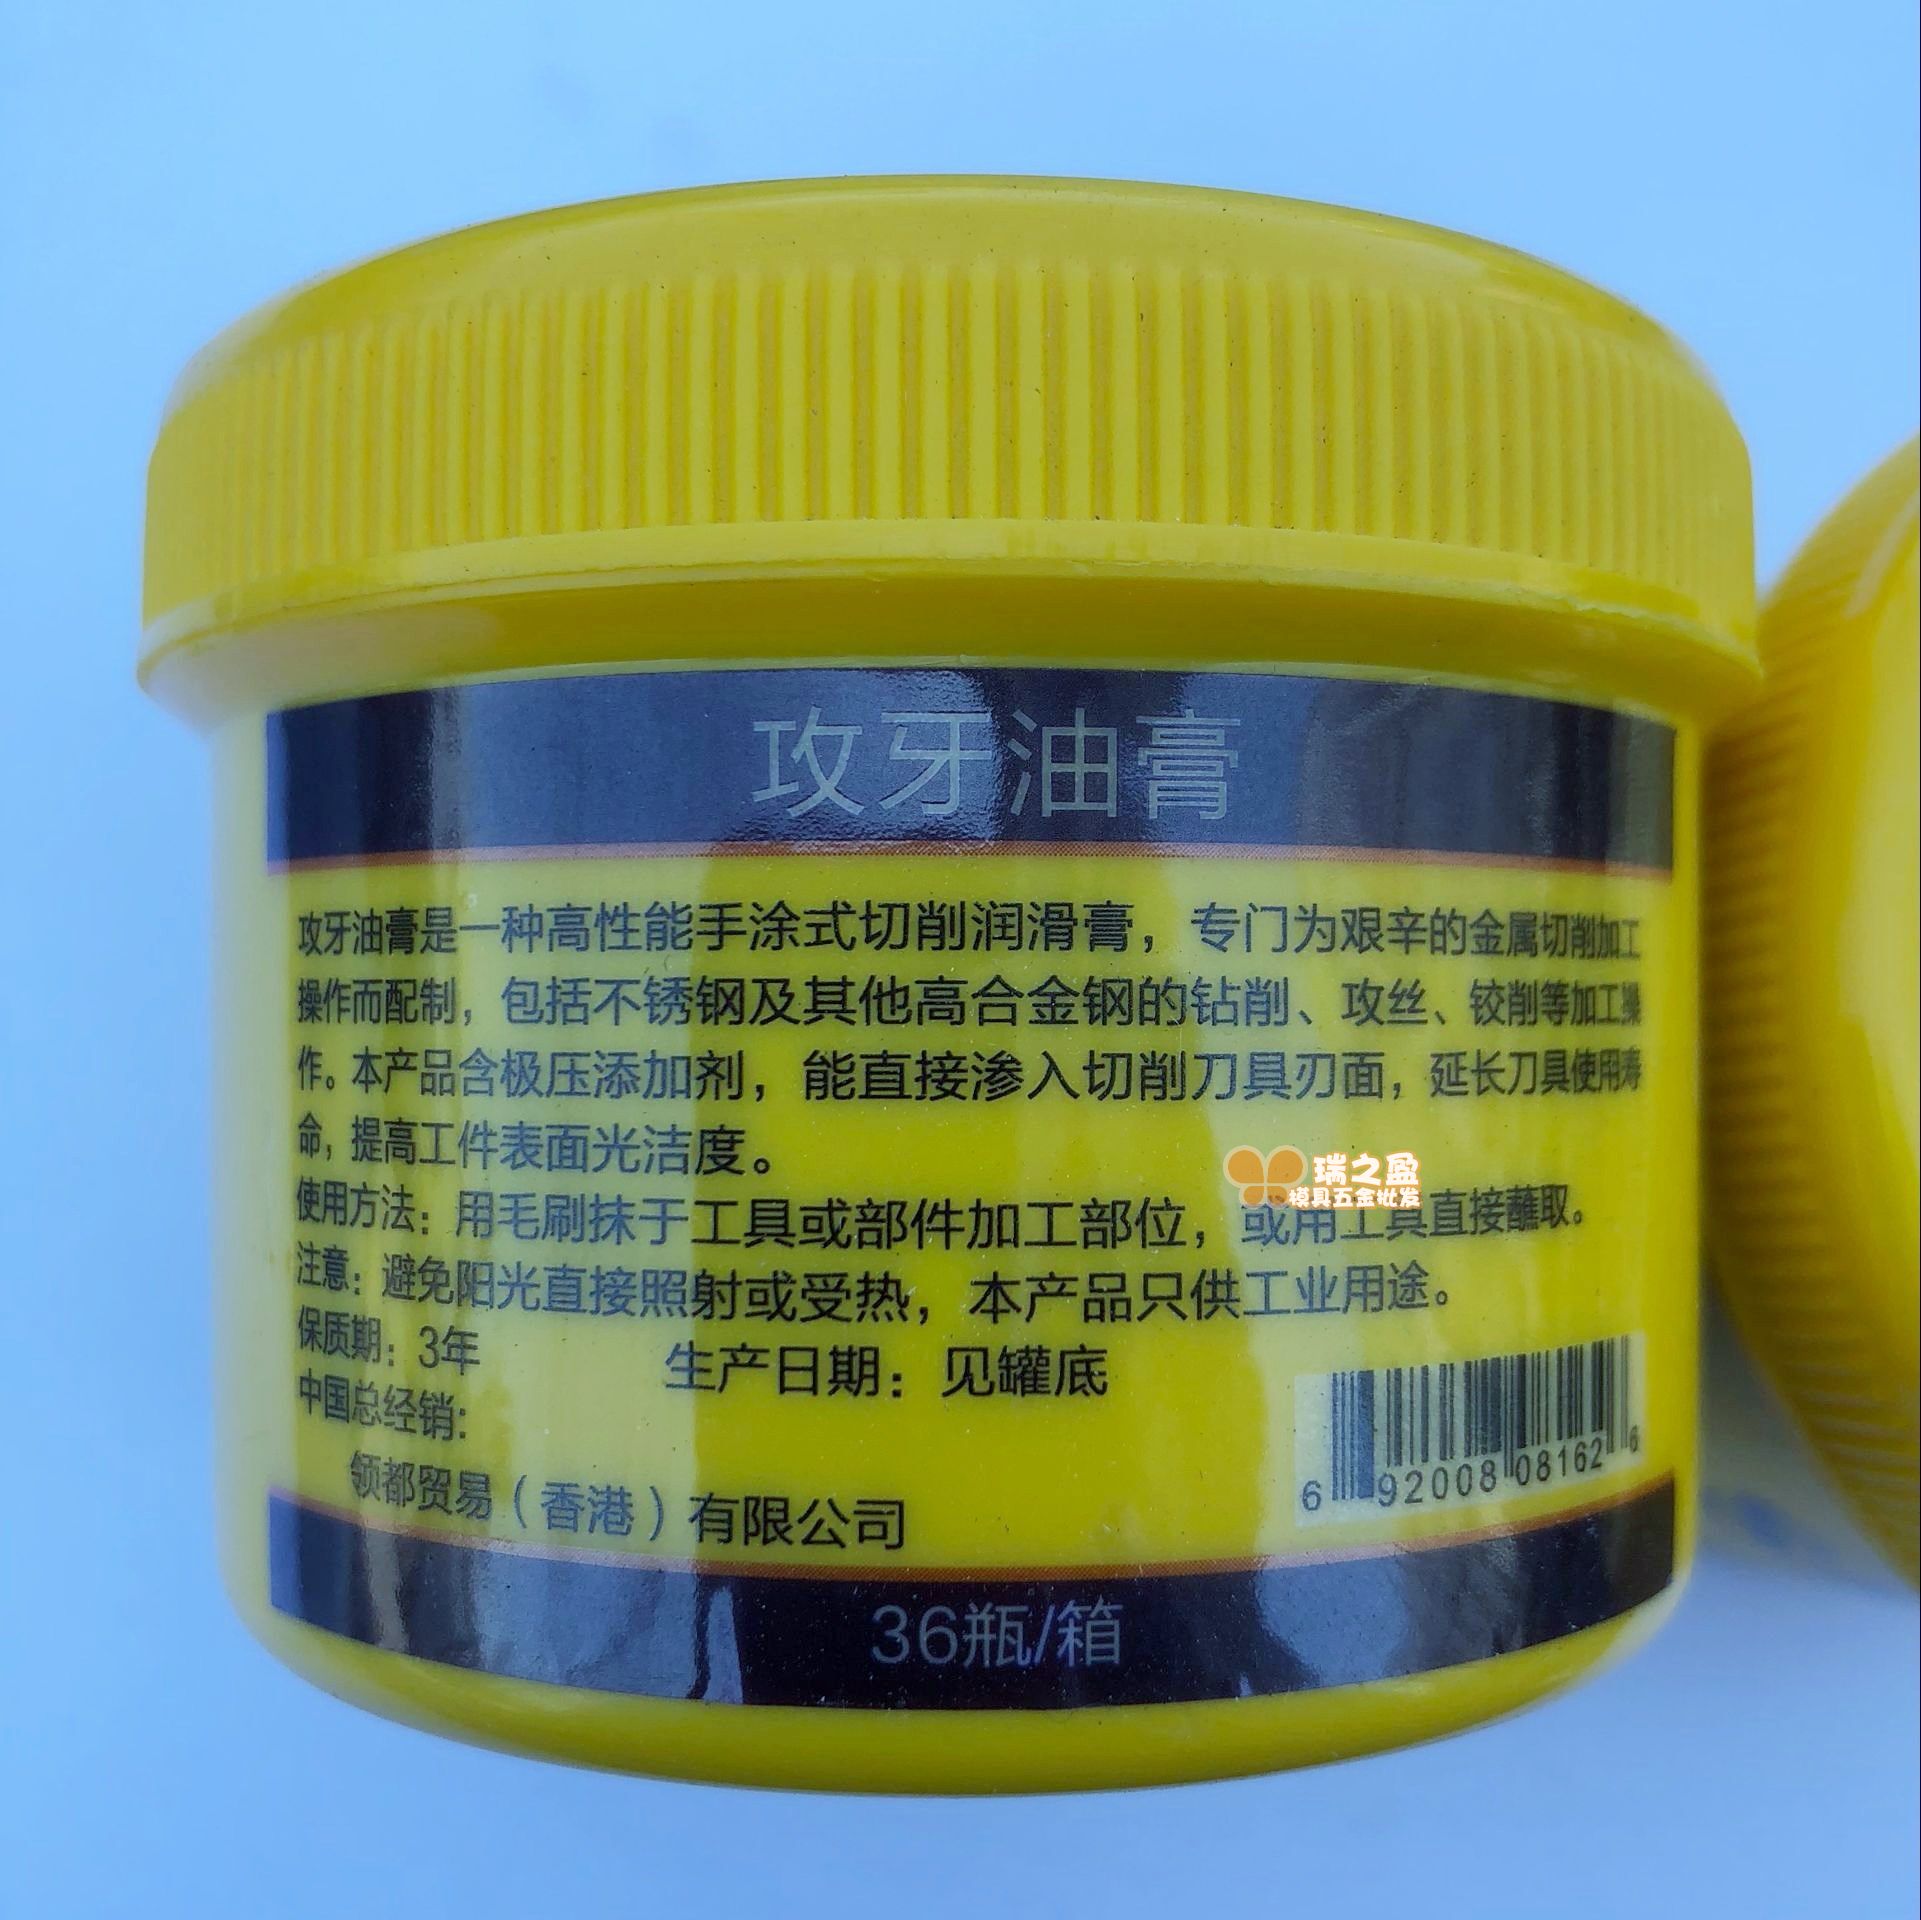 攻牙油膏
攻牙油膏是一种高性能手涂式切削润滑膏，专门为艰辛的金属切削加工
操作而配制，包括不锈钢及其他高合金钢的钻削、攻丝、铰削等加工操
作。本产品含极压添加剂，能直接渗入切削刀具刃面，延长刀具使用寿
命，提高工件表面光洁度。
瑞之盈
模具五金批发
使用方法：用毛刷抹于工具或部件加工部位，或用工具直接蘸取。
注意：避免阳光直接照射或受热，本产品只供工业用途。
保质期：3年 生产日期：见罐底
中国总经销：
领都贸易（香港）有限公司
6 92008 08162 6
36瓶/箱